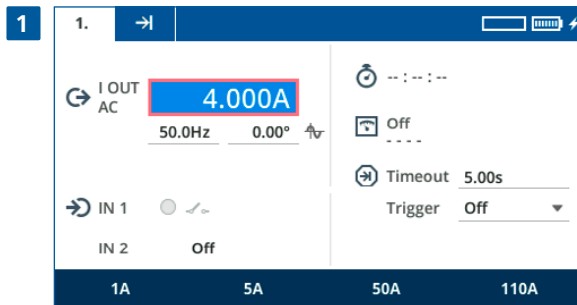 1
1.
I OUT
AC
4.000A
50.0Hz 0.00°
IN 1
IN 2 Off
-- : -- : --
Off
- - - -
Timeout 5.00s
Trigger Off
1A 5A 50A 110A